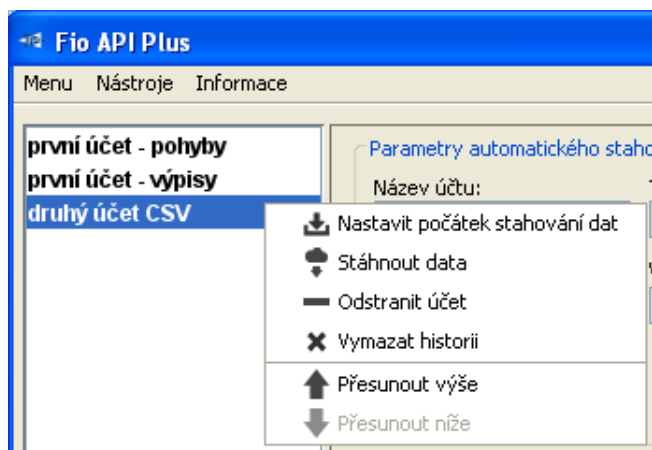 Fio API Plus
Menu Nástroje Informace
první účet - pohyby
první účet - výpisy
druhý účet CSV
Parametry automatického
Název účtu:
Nastavit počátek stahování dat
Stáhnout data
Odstranit účet
Vymazat historii
Přesunout výše
Přesunout níže